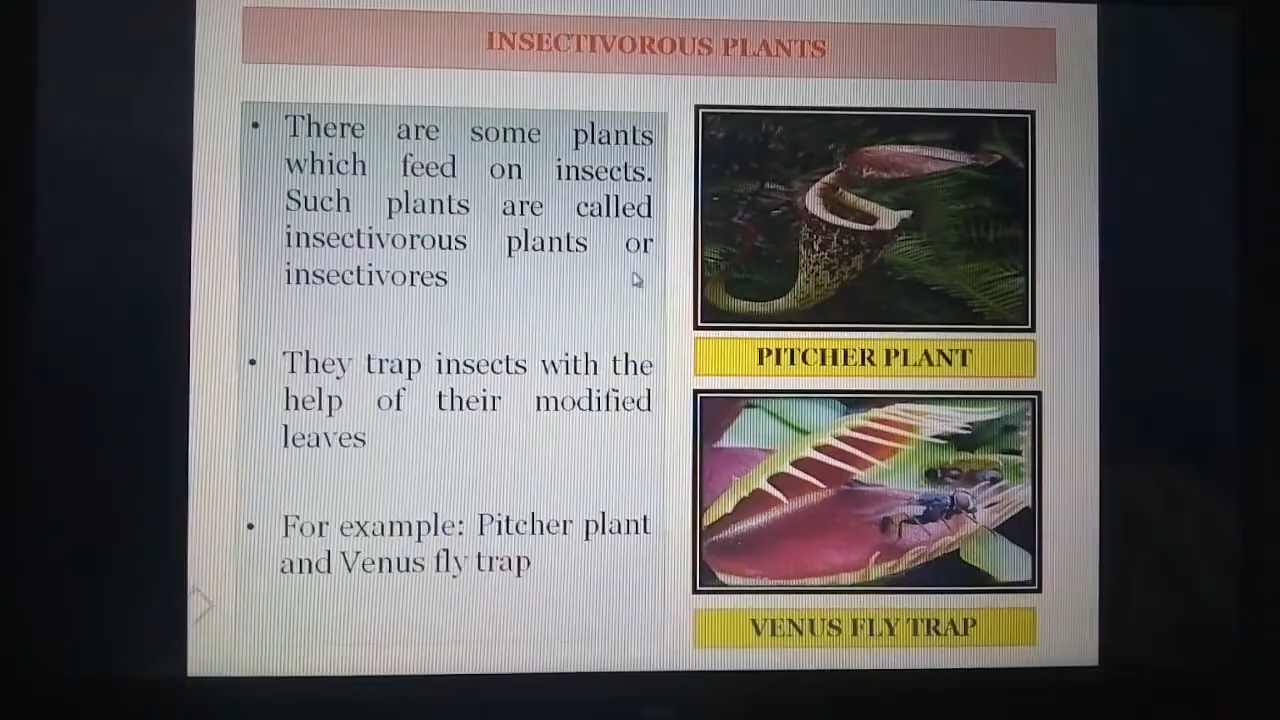 INSECTIVOROUS PLANTS
• There are some plants
which feed on insects.
Such plants are called
insectivorous plants or
insectivores
• They trap insects with the
help of their modified
leaves
• For example: Pitcher plant
and Venus fly trap
PITCHER PLANT
VENUS FLY TRAP